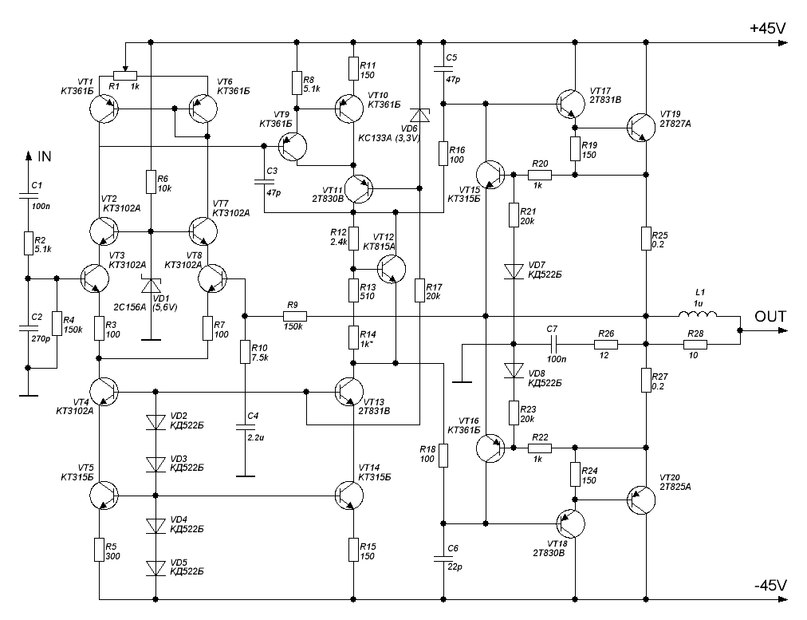 +45V
R11
150
C5
47p
VT1
КТ361Б
R1 1k
VT6
КТ361Б
R8
5.1k
VT10
КТ361Б
VT17
2Т831В
VT9
КТ361Б
КС133А
VD6
(3,3V)
VT19
2Т827А
IN
R16
100
R19
150
C1
100n
R6
10k
C3
47p
VT11
2Т830В
VT15
КТ315Б
R20
1k
VT2
КТ3102А
VT7
КТ3102А
R21
20k
R2
5.1k
R12
2.4k
VT12
КТ815А
R25
0.2
VT3
КТ3102А
VT8
КТ3102А
VD7
КД522Б
2С156А
VD1
(5,6V)
R13
510
R17
20k
L1
1u
C2
270p
R4
150k
R3
100
R7
100
R9
150k
R14
1k*
C7
100n
R26
12
R28
10
OUT
R10
7.5k
VD8
КД522Б
R27
0.2
VT4
КТ3102А
VT13
2Т831В
VD2
КД522Б
C4
2.2u
R23
20k
VT16
КТ361Б
R18
100
R22
1k
VD3
КД522Б
VT5
КТ315Б
VT14
КТ315Б
R24
150
VT20
2Т825А
VD4
КД522Б
VT18
2Т830В
R5
300
R15
150
C6
22p
VD5
КД522Б
-45V